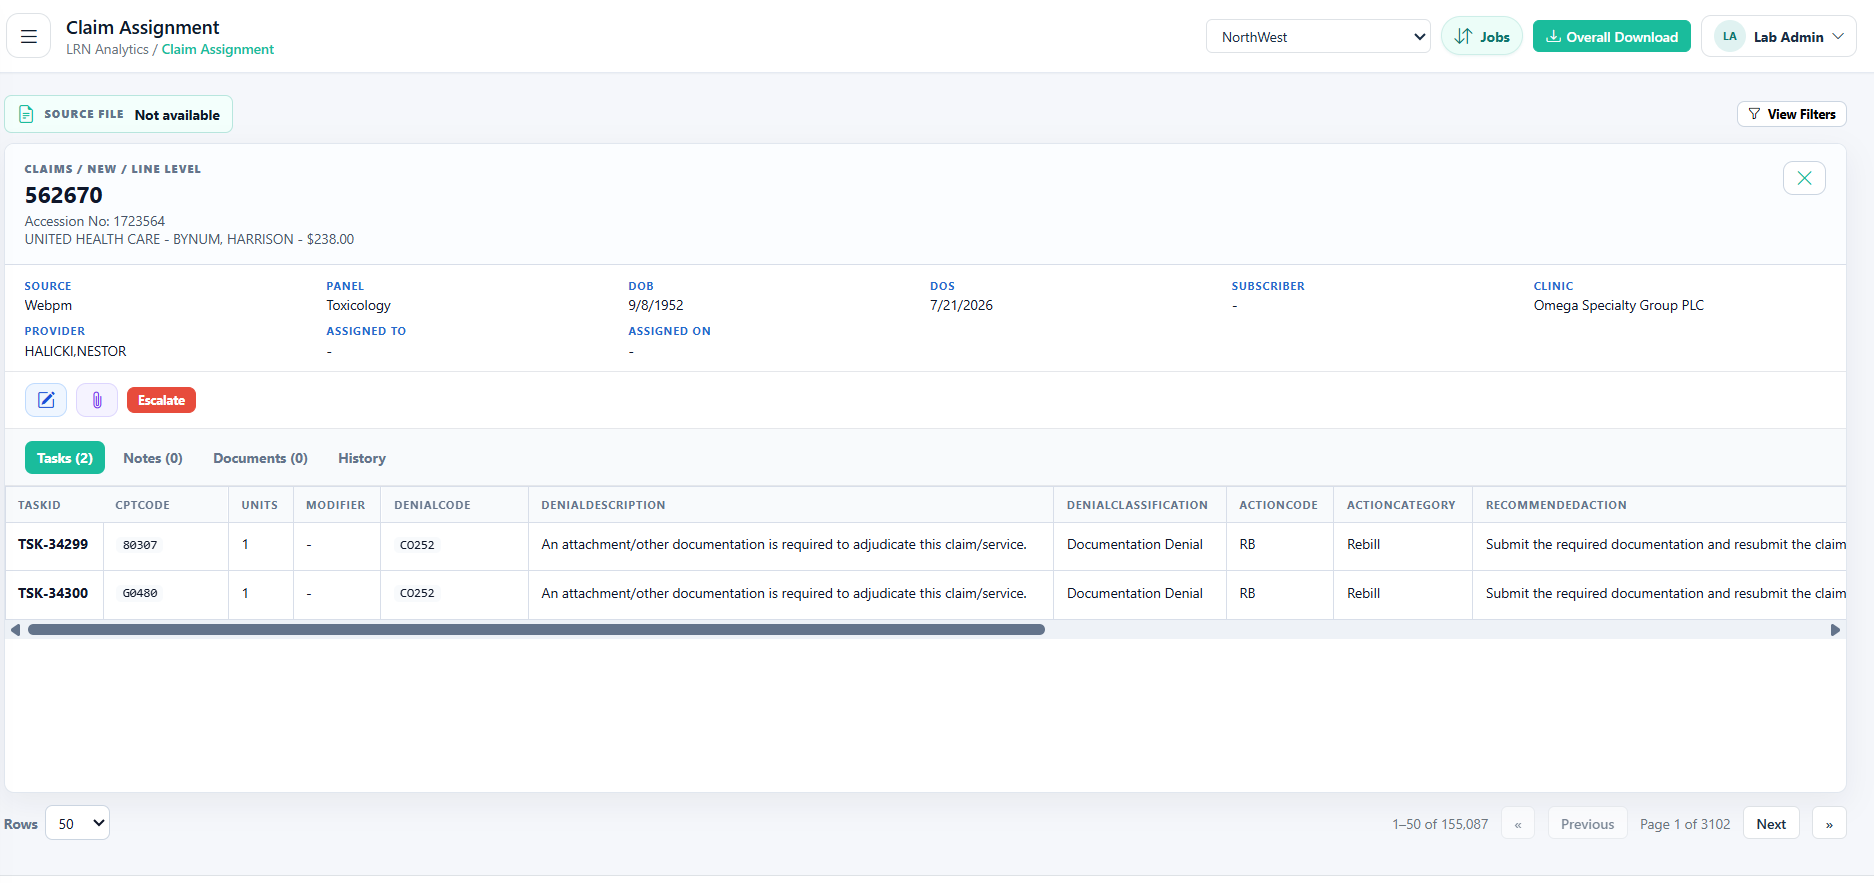 Claim Assignment
LRN Analytics / Claim Assignment
NorthWest
Jobs
Overall Download
LA
Lab Admin
SOURCE FILE Not available
View Filters
CLAIMS / NEW / LINE LEVEL
562670
Accession No: 1723564
UNITED HEALTH CARE - BYNUM, HARRISON - $238.00
SOURCE PANEL DOB DOS SUBSCRIBER CLINIC
Webpm Toxicology 9/8/1952 7/21/2026 - Omega Specialty Group PLC
PROVIDER ASSIGNED TO ASSIGNED ON
HALICKI,NESTOR - -
Escalate
Tasks (2) Notes (0) Documents (0) History
TASKID CPTCODE UNITS MODIFIER DENIALCODE DENIALDESCRIPTION DENIALCLASSIFICATION ACTIONCODE ACTIONCATEGORY RECOMMENDEDACTION
TSK-34299 80307 1 - CO252 An attachment/other documentation is required to adjudicate this claim/service. Documentation Denial RB Rebill Submit the required documentation and resubmit the claim
TSK-34300 G0480 1 - CO252 An attachment/other documentation is required to adjudicate this claim/service. Documentation Denial RB Rebill Submit the required documentation and resubmit the claim
Rows 50
1–50 of 155,087 « Previous Page 1 of 3102 Next »